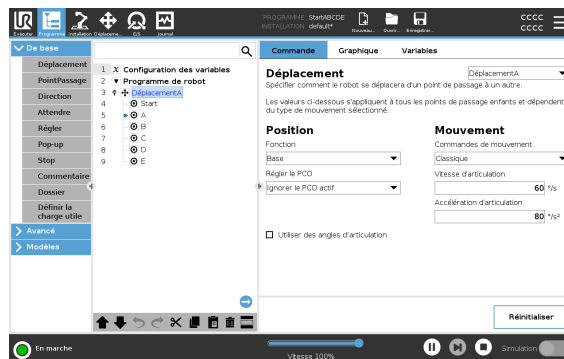 UR
PROGRAMME StartABCDE
INSTALLATION default*
CCCC
CCCC
Exécuter Programme Installation Déplaceme... E/S Journal
Nouveau... Ouvrir... Enregistrer...
De base
Déplacement
PointPassage
Direction
Attendre
Régler
Pop-up
Stop
Commentaire
Dossier
Définir la
charge utile
Avancé
Modèles
1 X Configuration des variables
2 Programme de robot
3 DéplacementA
4 Start
5 A
6 B
7 C
8 D
9 E
Commande Graphique Variables
Déplacement
DéplacementA
Spécifier comment le robot se déplacera d'un point de passage à un autre.
Les valeurs ci-dessous s'appliquent à tous les points de passage enfants et dépendent
du type de mouvement sélectionné.
Position
Fonction
Base
Régler le PCO
Ignorer le PCO actif
Utiliser des angles d'articulation
Mouvement
Commandes de mouvement
Classique
Vitesse d'articulation
60 °/s
Accélération d'articulation
80 °/s²
Réinitialiser
En marche
Vitesse 100%
Simulation